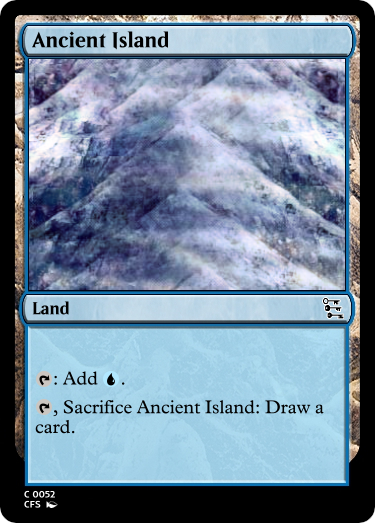 Ancient Island
Land
: Add .
, Sacrifice Ancient Island: Draw a
card.
C 0052
CFS